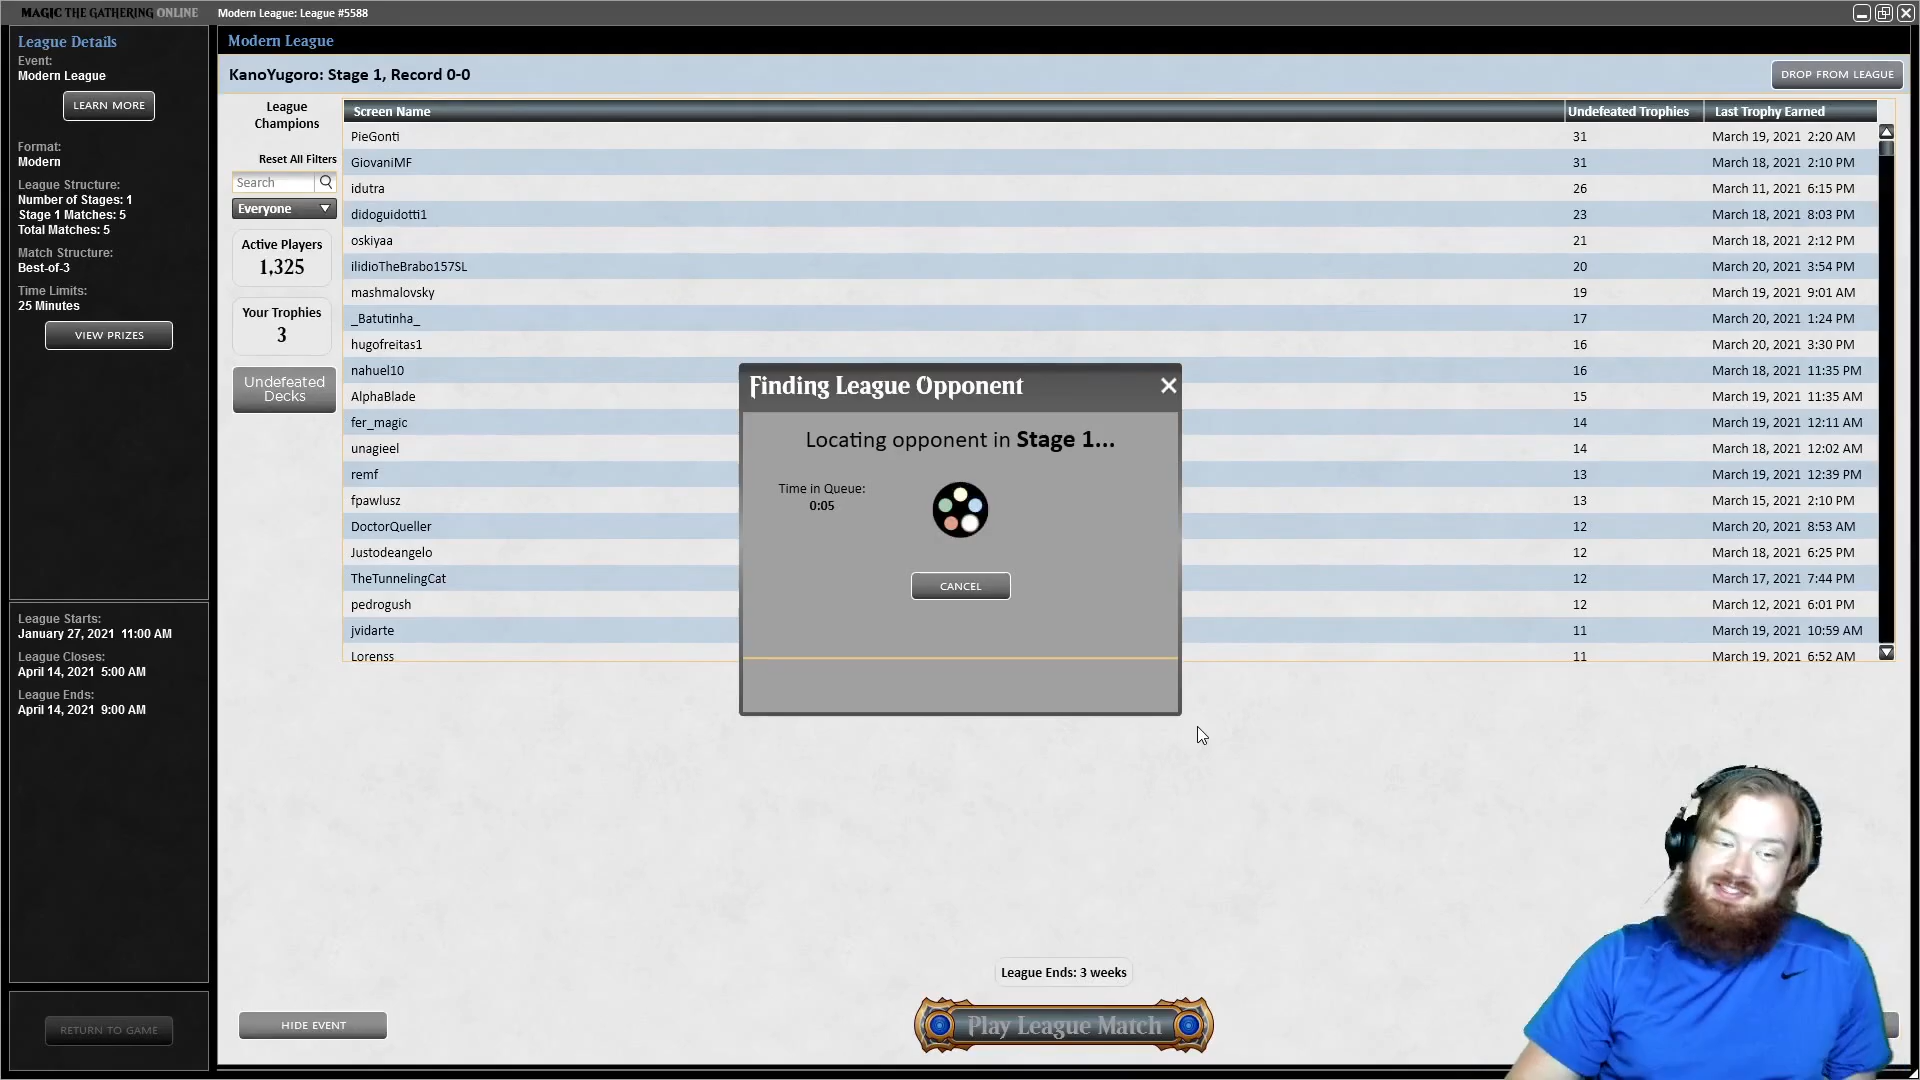 MAGIC THE GATHERING ONLINE
Modern League: League #5588
League Details
Event:
Modern League
LEARN MORE
Format:
Modern
League Structure:
Number of Stages: 1
Stage 1 Matches: 5
Total Matches: 5
Match Structure:
Best-of-3
Time Limits:
25 Minutes
VIEW PRIZES
League Starts:
January 27, 2021 11:00 AM
League Closes:
April 14, 2021 5:00 AM
League Ends:
April 14, 2021 9:00 AM
RETURN TO GAME
Modern League
KanoYugoro: Stage 1, Record 0-0
DROP FROM LEAGUE
League
Champions
Reset All Filters
Search
Everyone
Active Players
1,325
Your Trophies
3
Undefeated
Decks
Screen Name Undefeated Trophies Last Trophy Earned
PieGonti 31 March 19, 2021 2:20 AM
GiovaniMF 31 March 18, 2021 2:10 PM
idutra 26 March 11, 2021 6:15 PM
didoguidotti1 23 March 18, 2021 8:03 PM
oskiyaa 21 March 18, 2021 2:12 PM
ilidioTheBrabo157SL 20 March 20, 2021 3:54 PM
mashmalovsky 19 March 19, 2021 9:01 AM
_Batutinha_ 17 March 20, 2021 1:24 PM
hugofreitas1 16 March 20, 2021 3:30 PM
nahuel10 16 March 18, 2021 11:35 PM
AlphaBlade 15 March 19, 2021 11:35 AM
fer_magic 14 March 19, 2021 12:11 AM
unagieel 14 March 18, 2021 12:02 AM
remf 13 March 19, 2021 12:39 PM
fpawlusz 13 March 15, 2021 2:10 PM
DoctorQueller 12 March 20, 2021 8:53 AM
Justodeangelo 12 March 18, 2021 6:25 PM
TheTunnelingCat 12 March 17, 2021 7:44 PM
pedrogush 12 March 12, 2021 6:01 PM
jvidarte 11 March 19, 2021 10:59 AM
Lorenss 11 March 19, 2021 6:52 AM
Finding League Opponent
Locating opponent in Stage 1...
Time in Queue:
0:05
CANCEL
League Ends: 3 weeks
HIDE EVENT
Play League Match